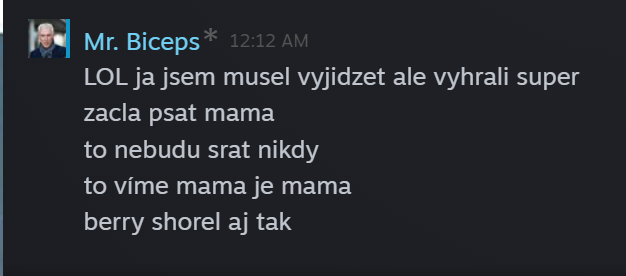 Mr. Biceps* 12:12 AM
LOL ja jsem musel vyjidzet ale vyhrali super
zacla psat mama
to nebudu srat nikdy
to víme mama je mama
berry shorel aj tak